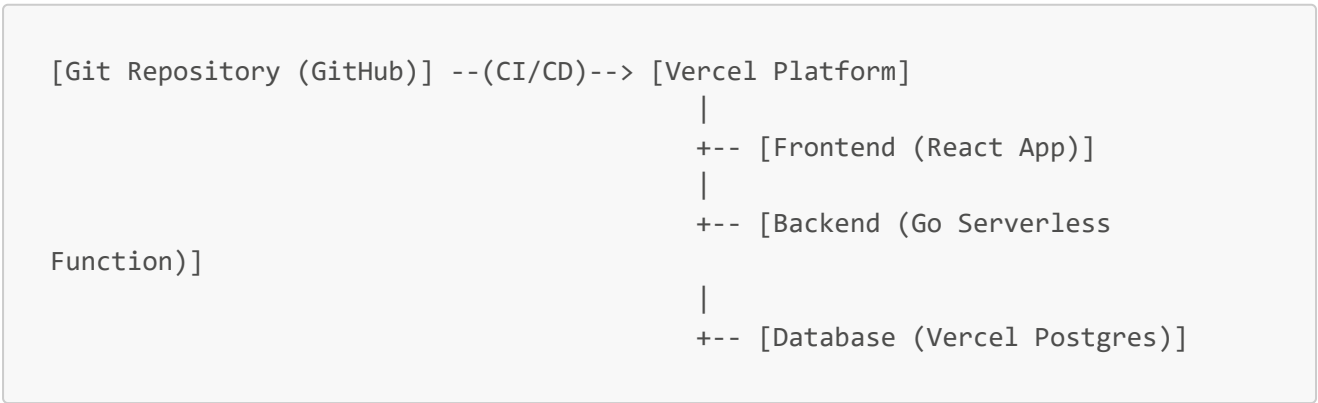 [Git Repository (GitHub)] --(CI/CD)--> [Vercel Platform]
                                       |
                                       +-- [Frontend (React App)]
                                       |
                                       +-- [Backend (Go Serverless
Function)]
                                       |
                                       +-- [Database (Vercel Postgres)]